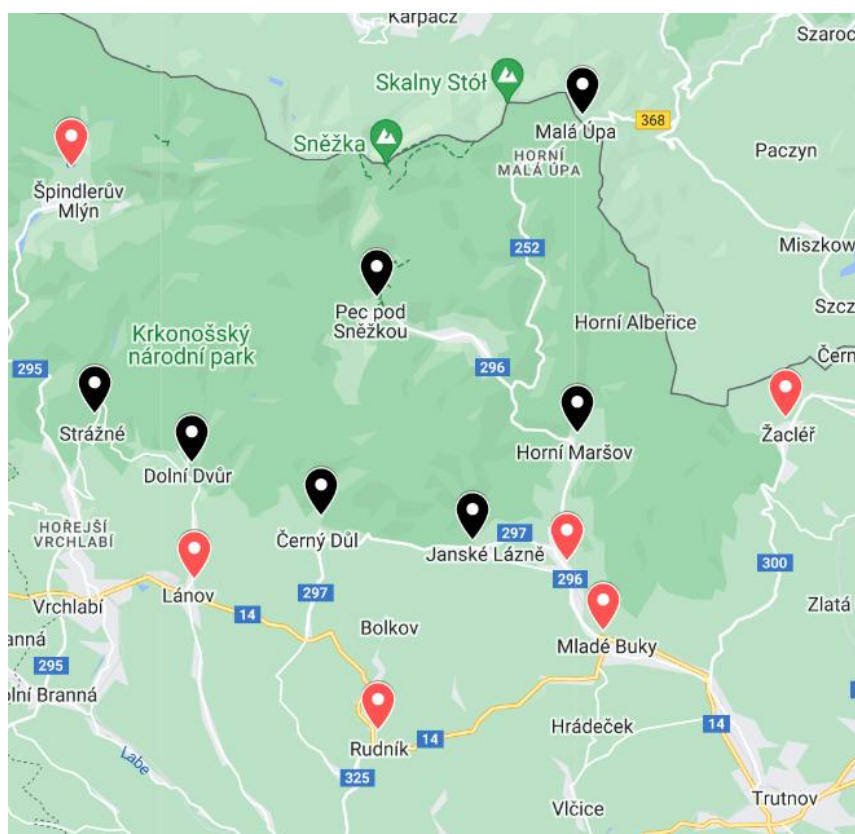 Karpacz
Szaroc
Skalny Stół
Malá Úpa
368
Sněžka
HORNÍ
MALÁ ÚPA
Paczyn
Špindlerův
Mlýn
252
Miszkow
Pec pod
Sněžkou
Szcz
Horní Albeřice
Krkonošský
národní park
295
296
Čern
Strážné
Žacléř
Dolní Dvůr
Horní Maršov
HOŘEJŠÍ
VRCHLABÍ
Černý Důl
Janské Lázně
297
296
300
Vrchlabí
Lánov
297
14
Bolkov
Zlatá
anná
Mladé Buky
295
olní Branná
Hrádeček
14
14
Rudník
Labe
325
Vlčice
Trutnov